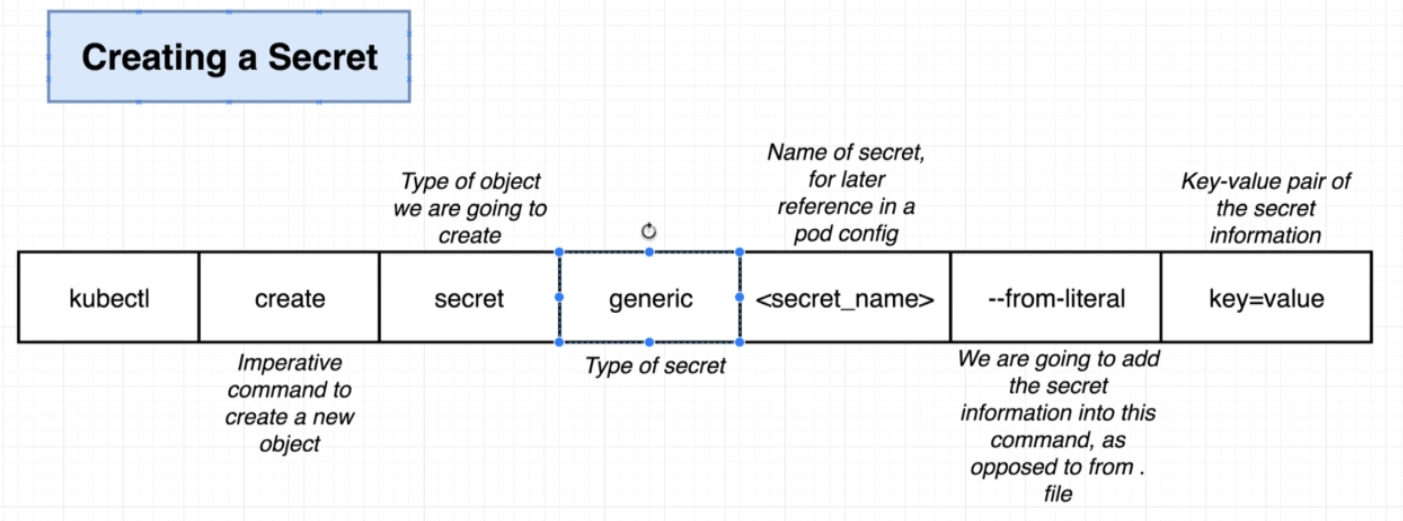 Creating a Secret
Type of object
we are going to
create
Name of secret,
for later
reference in a
pod config
Key-value pair of
the secret
information
kubectl
create
secret
generic
<secret_name>
--from-literal
key=value
Imperative
command to
create a new
object
Type of secret
We are going to add
the secret
information into this
command, as
opposed to from .
file